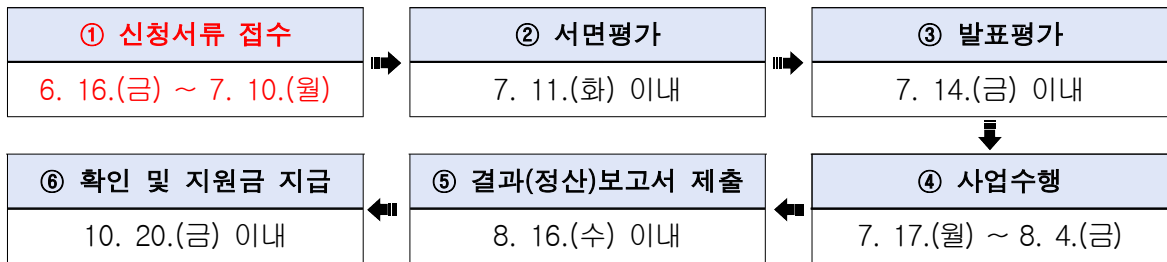 ① 신청서류 접수
6. 16.(금) ~ 7. 10.(월)
② 서면평가
7. 11.(화) 이내
③ 발표평가
7. 14.(금) 이내
④ 사업수행
7. 17.(월) ~ 8. 4.(금)
⑤ 결과(정산)보고서 제출
8. 16.(수) 이내
⑥ 확인 및 지원금 지급
10. 20.(금) 이내